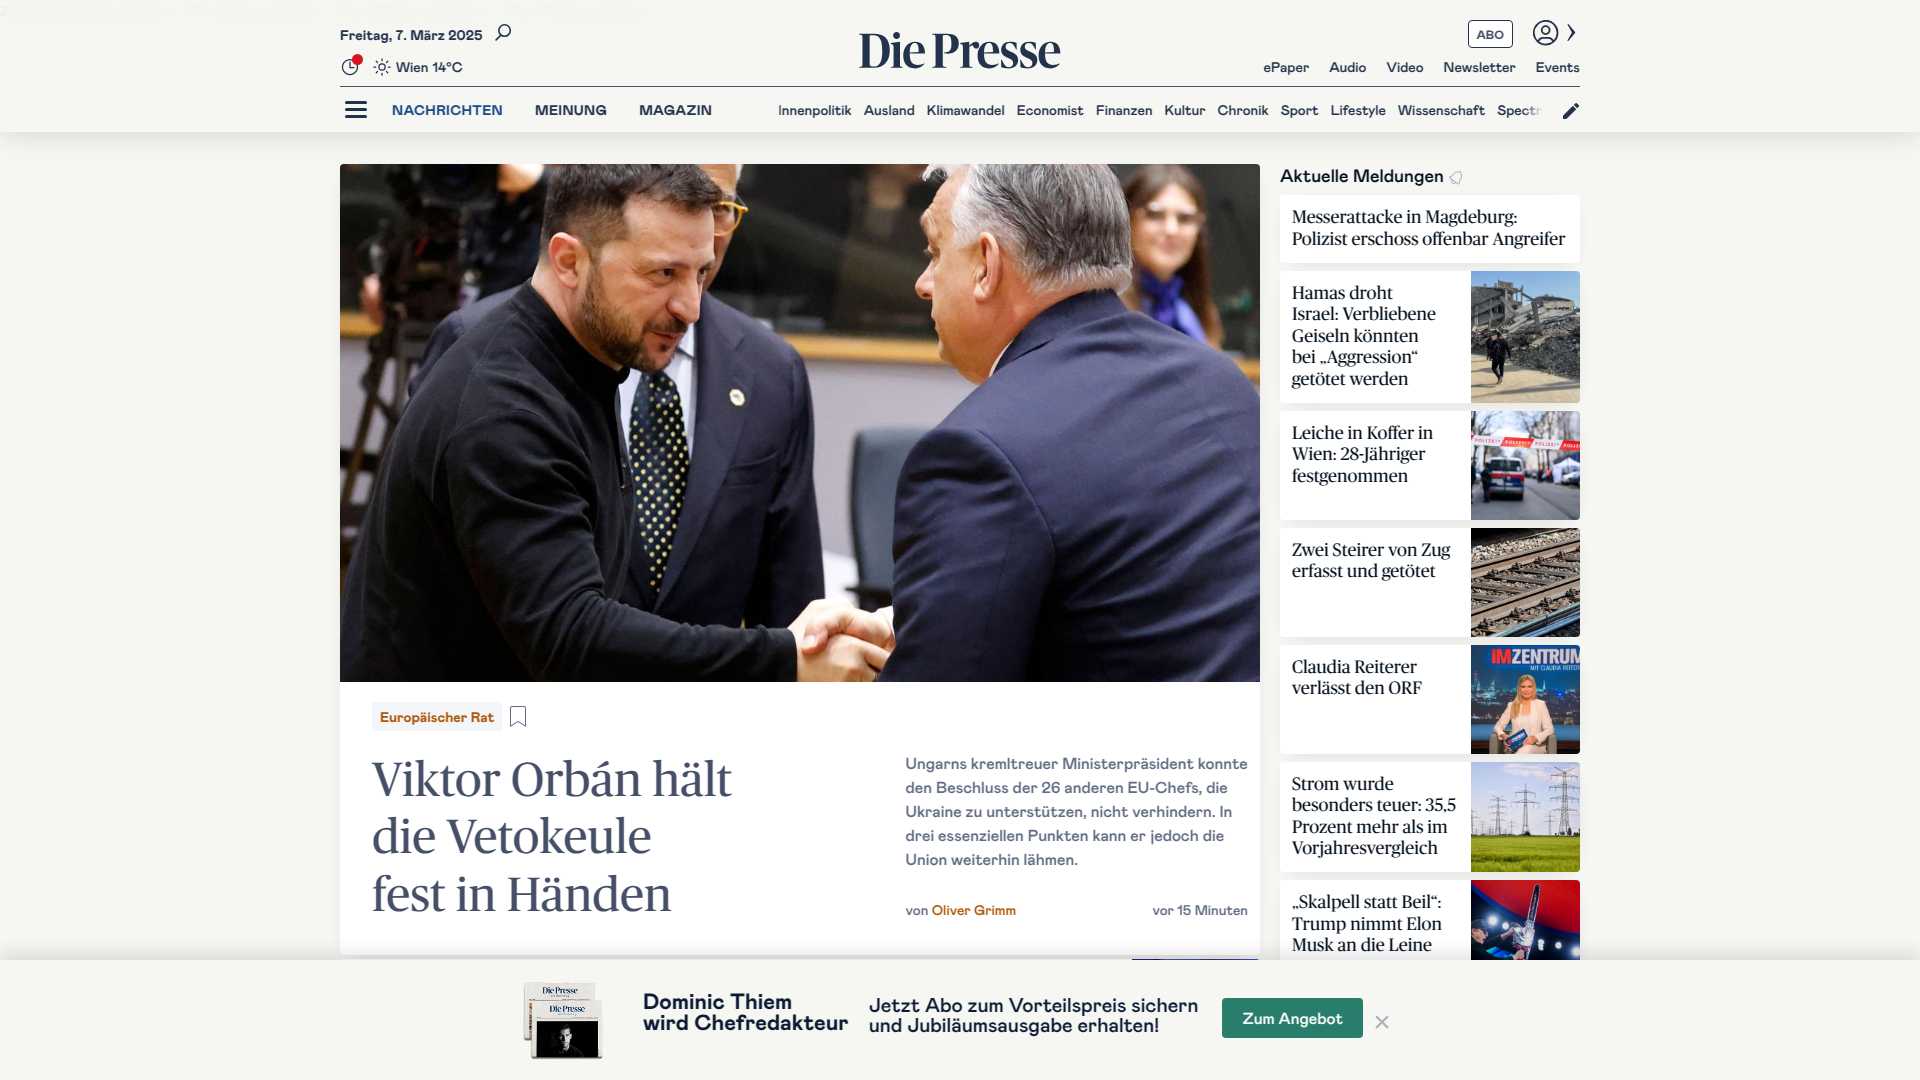 Freitag, 7. März 2025
Die Presse
ABO
Wien 14°C
ePaper Audio Video Newsletter Events
NACHRICHTEN MEINUNG MAGAZIN
Innenpolitik Ausland Klimawandel Economist Finanzen Kultur Chronik Sport Lifestyle Wissenschaft Spectr
Europäischer Rat
Viktor Orbán hält
die Vetokeule
fest in Händen
Ungarns kremltreuer Ministerpräsident konnte
den Beschluss der 26 anderen EU-Chefs, die
Ukraine zu unterstützen, nicht verhindern. In
drei essenziellen Punkten kann er jedoch die
Union weiterhin lähmen.
von Oliver Grimm
vor 15 Minuten
Aktuelle Meldungen
Messerattacke in Magdeburg:
Polizist erschoss offenbar Angreifer
Hamas droht
Israel: Verbliebene
Geiseln könnten
bei „Aggression“
getötet werden
Leiche in Koffer in
Wien: 28-Jähriger
festgenommen
Zwei Steirer von Zug
erfasst und getötet
Claudia Reiterer
verlässt den ORF
IMZENTRUM
MIT CLAUDIA REITER
Strom wurde
besonders teuer: 35,5
Prozent mehr als im
Vorjahresvergleich
„Skalpell statt Beil“:
Trump nimmt Elon
Musk an die Leine
Die Presse
Die Presse
Dominic Thiem
wird Chefredakteur
Jetzt Abo zum Vorteilspreis sichern
und Jubiläumsausgabe erhalten!
Zum Angebot